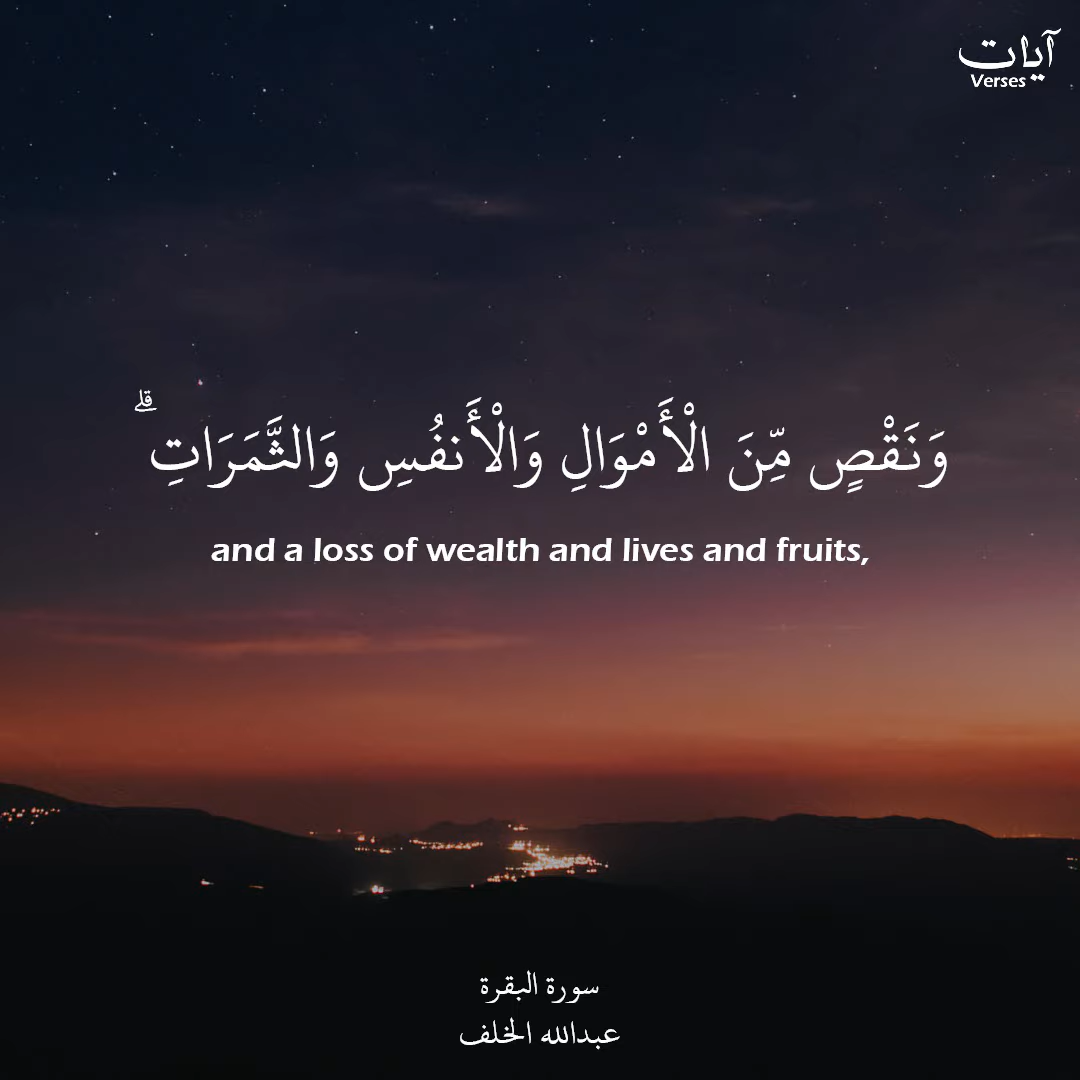 آيات
Verses
وَنَقْصٍ مِّنَ الْأَمْوَالِ وَالْأَنفُسِ وَالثَّمَرَاتِ ۗ
and a loss of wealth and lives and fruits,
سورة البقرة
عبدالله الخلف